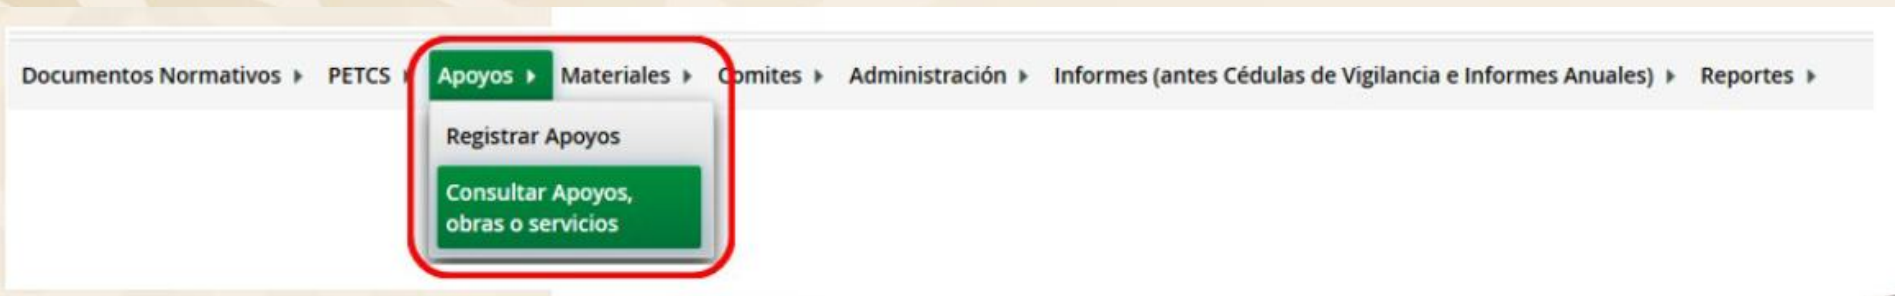 Documentos Normativos PETCS Apoyos Materiales Comites Administración Informes (antes Cédulas de Vigilancia e Informes Anuales) Reportes
Registrar Apoyos
Consultar Apoyos,
obras o servicios